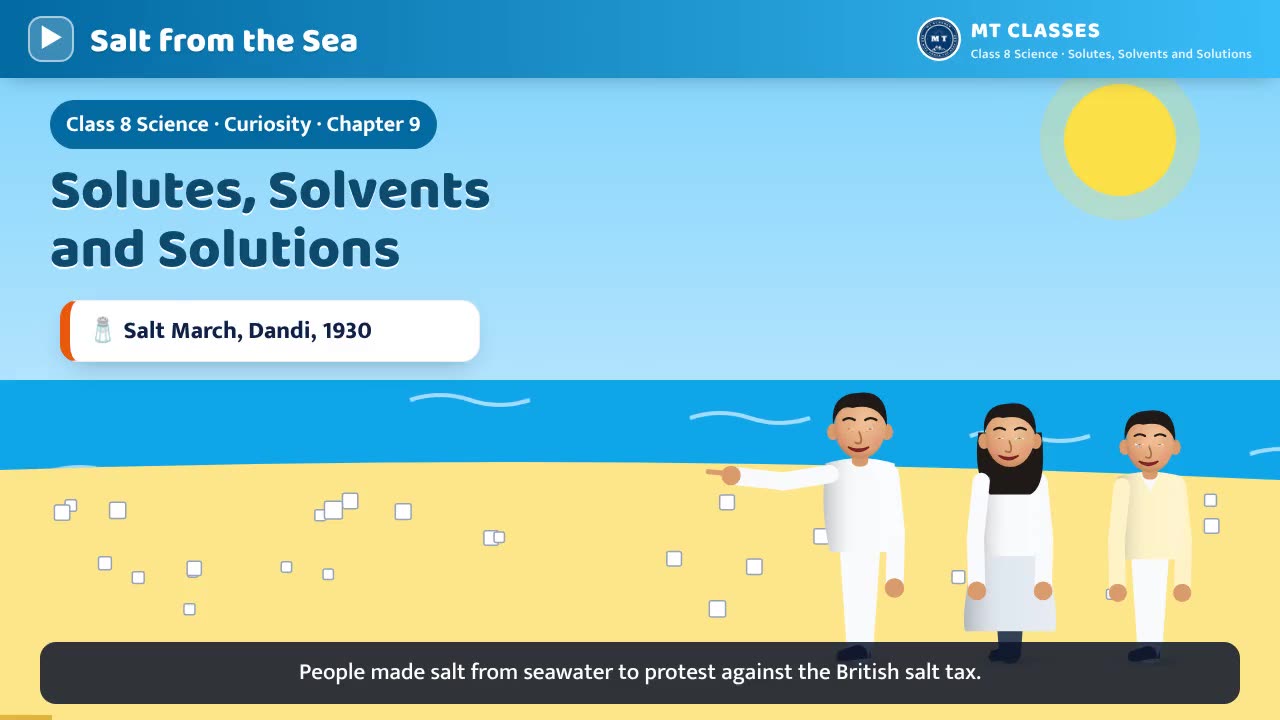 Salt from the Sea
MT
MT CLASSES
Class 8 Science · Solutes, Solvents and Solutions
Class 8 Science · Curiosity · Chapter 9
Solutes, Solvents
and Solutions
Salt March, Dandi, 1930
People made salt from seawater to protest against the British salt tax.